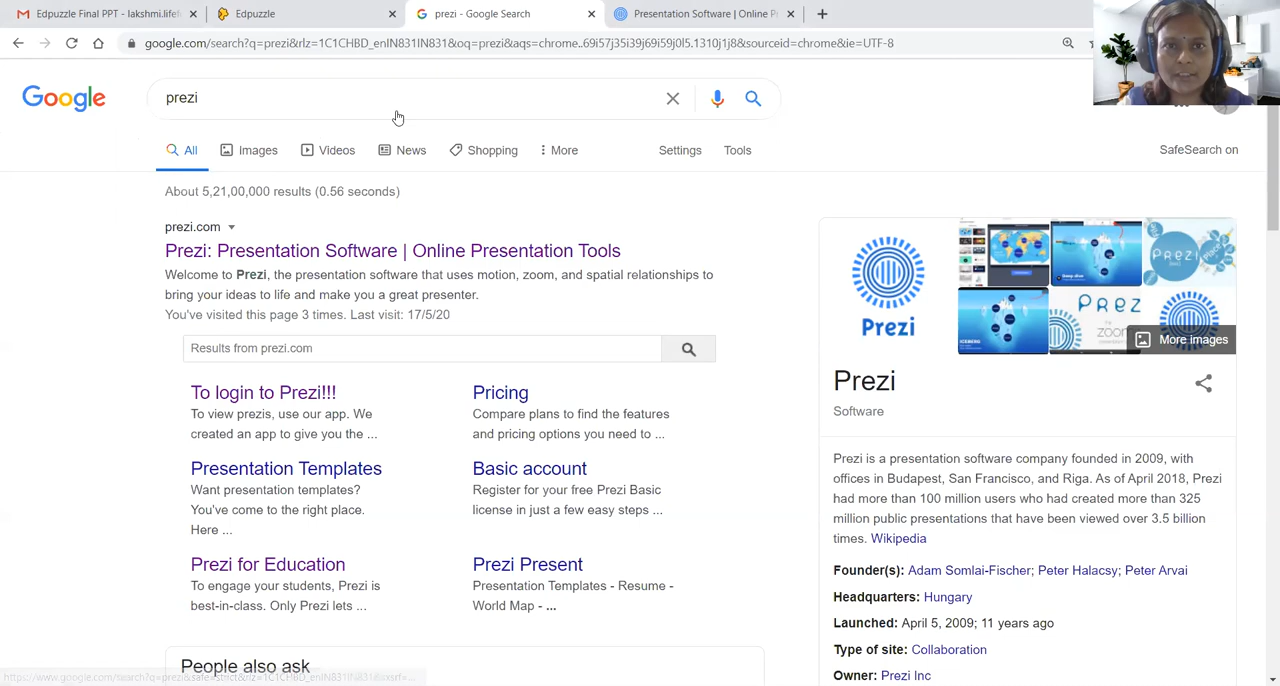 Edpuzzle Final PPT - lakshmi.lifef
Edpuzzle
prezi - Google Search
Presentation Software | Online P
google.com/search?q=prezi&rlz=1C1CHBD_enIN831IN831&oq=prezi&aqs=chrome..69i57j35i39j69i59j0l5.1310j1j8&sourceid=chrome&ie=UTF-8
Google
prezi
All
Images
Videos
News
Shopping
More
Settings
Tools
SafeSearch on
About 5,21,00,000 results (0.56 seconds)
prezi.com
Prezi: Presentation Software | Online Presentation Tools
Welcome to Prezi, the presentation software that uses motion, zoom, and spatial relationships to
bring your ideas to life and make you a great presenter.
You've visited this page 3 times. Last visit: 17/5/20
Results from prezi.com
To login to Prezi!!!
To view prezis, use our app. We
created an app to give you the ...
Pricing
Compare plans to find the features
and pricing options you need to ...
Presentation Templates
Want presentation templates?
You've come to the right place.
Here ...
Basic account
Register for your free Prezi Basic
license in just a few easy steps ...
Prezi for Education
To engage your students, Prezi is
best-in-class. Only Prezi lets ...
Prezi Present
Presentation Templates - Resume -
World Map - ...
People also ask
Prezi
More images
Prezi
Software
Prezi is a presentation software company founded in 2009, with
offices in Budapest, San Francisco, and Riga. As of April 2018, Prezi
had more than 100 million users who had created more than 325
million public presentations that have been viewed over 3.5 billion
times. Wikipedia
Founder(s): Adam Somlai-Fischer; Peter Halacsy; Peter Arvai
Headquarters: Hungary
Launched: April 5, 2009; 11 years ago
Type of site: Collaboration
Owner: Prezi Inc